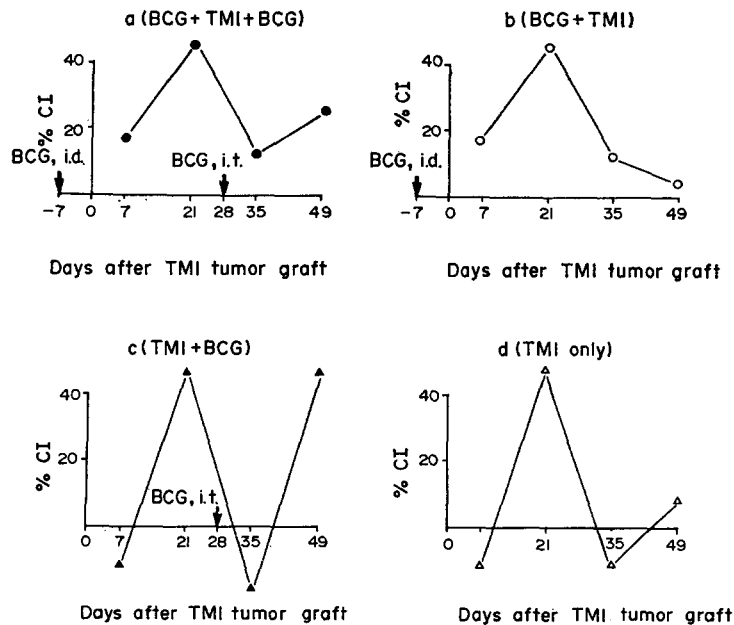 a (BCG + TMI + BCG)
40
20
% CI
BCG, i.d.
BCG, i.t.
-7 0 7 21 28 35 49
Days after TMI tumor graft
b (BCG + TMI)
40
20
% CI
BCG, i.d.
-7 0 7 21 35 49
Days after TMI tumor graft
c (TMI + BCG)
40
20
% CI
BCG, i.t.
0 7 21 28 35 49
Days after TMI tumor graft
d (TMI only)
40
20
% CI
0 7 21 35 49
Days after TMI tumor graft